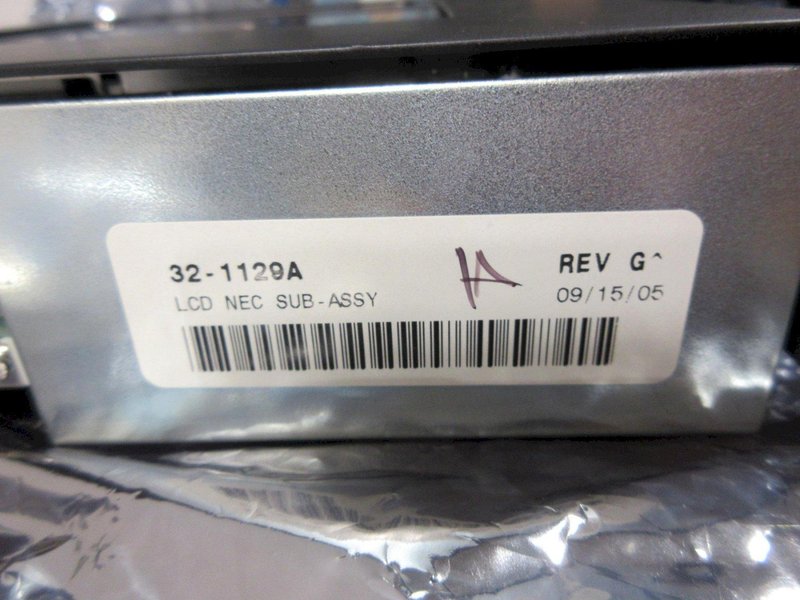 32-1129A
REV G^
LCD NEC SUB-ASSY
09/15/05